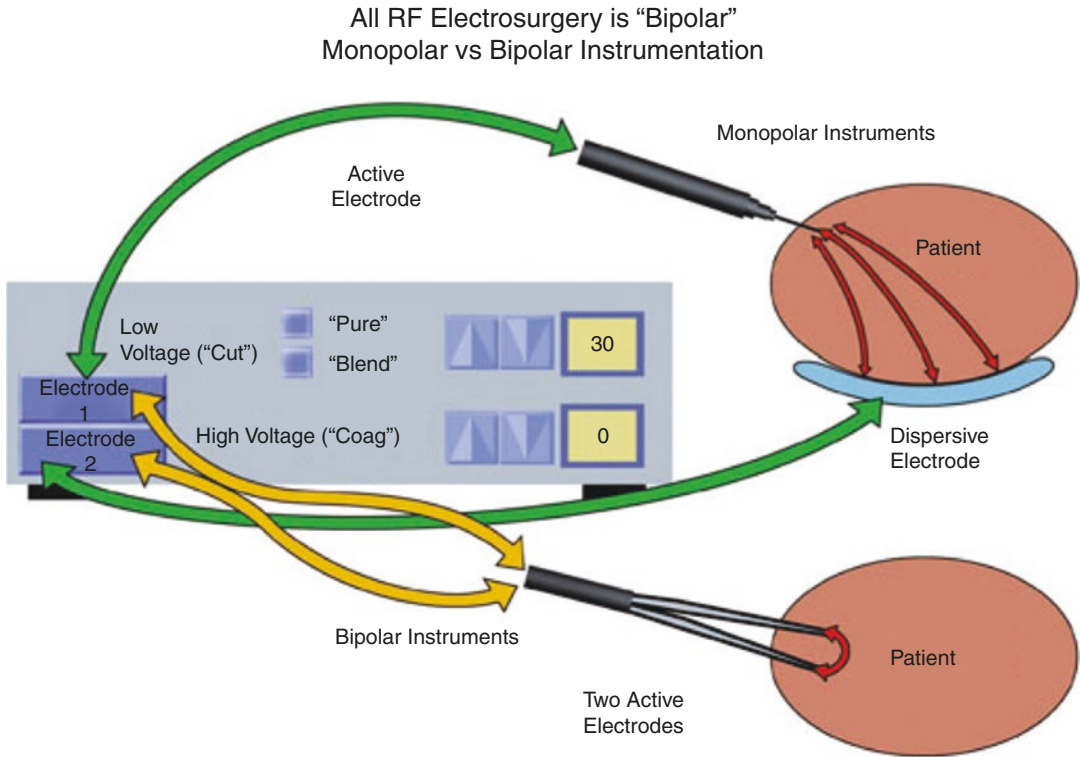 All RF Electrosurgery is “Bipolar”
Monopolar vs Bipolar Instrumentation
Monopolar Instruments
Active
Electrode
Patient
Low
Voltage (“Cut”)
“Pure”
“Blend”
30
Electrode
1
Electrode
2
High Voltage (“Coag”)
0
Dispersive
Electrode
Bipolar Instruments
Patient
Two Active
Electrodes